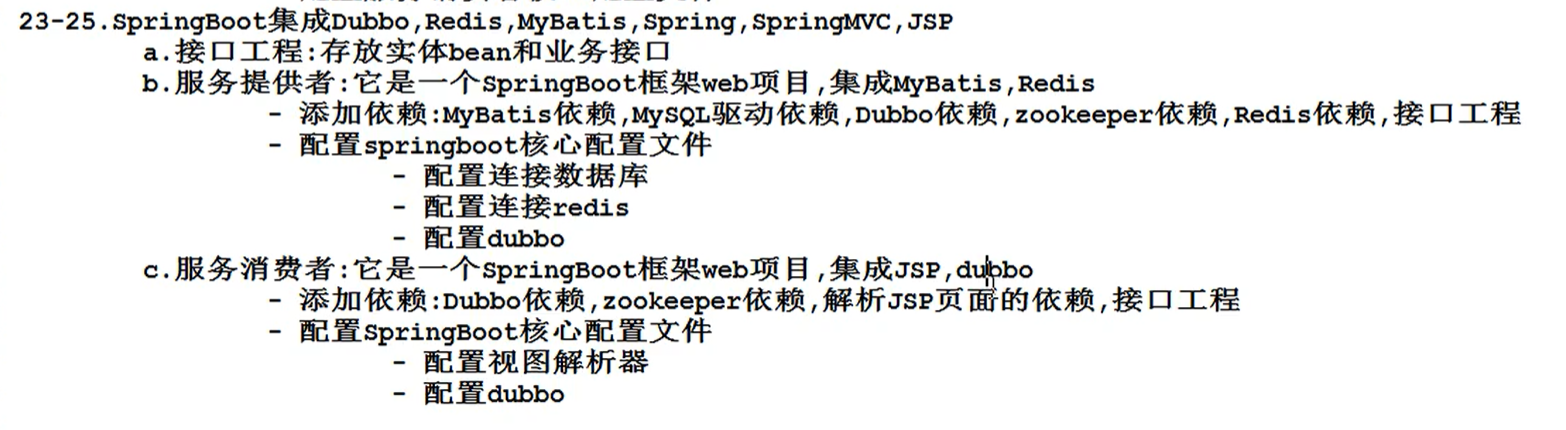 23-25.SpringBoot集成Dubbo,Redis,MyBatis,Spring,SpringMVC,JSP
a.接口工程:存放实体bean和业务接口
b.服务提供者:它是一个SpringBoot框架web项目,集成MyBatis,Redis
- 添加依赖:MyBatis依赖,MySQL驱动依赖,Dubbo依赖,zookeeper依赖,Redis依赖,接口工程
- 配置springboot核心配置文件
- 配置连接数据库
- 配置连接redis
- 配置dubbo
c.服务消费者:它是一个SpringBoot框架web项目,集成JSP,dubbo
- 添加依赖:Dubbo依赖,zookeeper依赖,解析JSP页面的依赖,接口工程
- 配置SpringBoot核心配置文件
- 配置视图解析器
- 配置dubbo